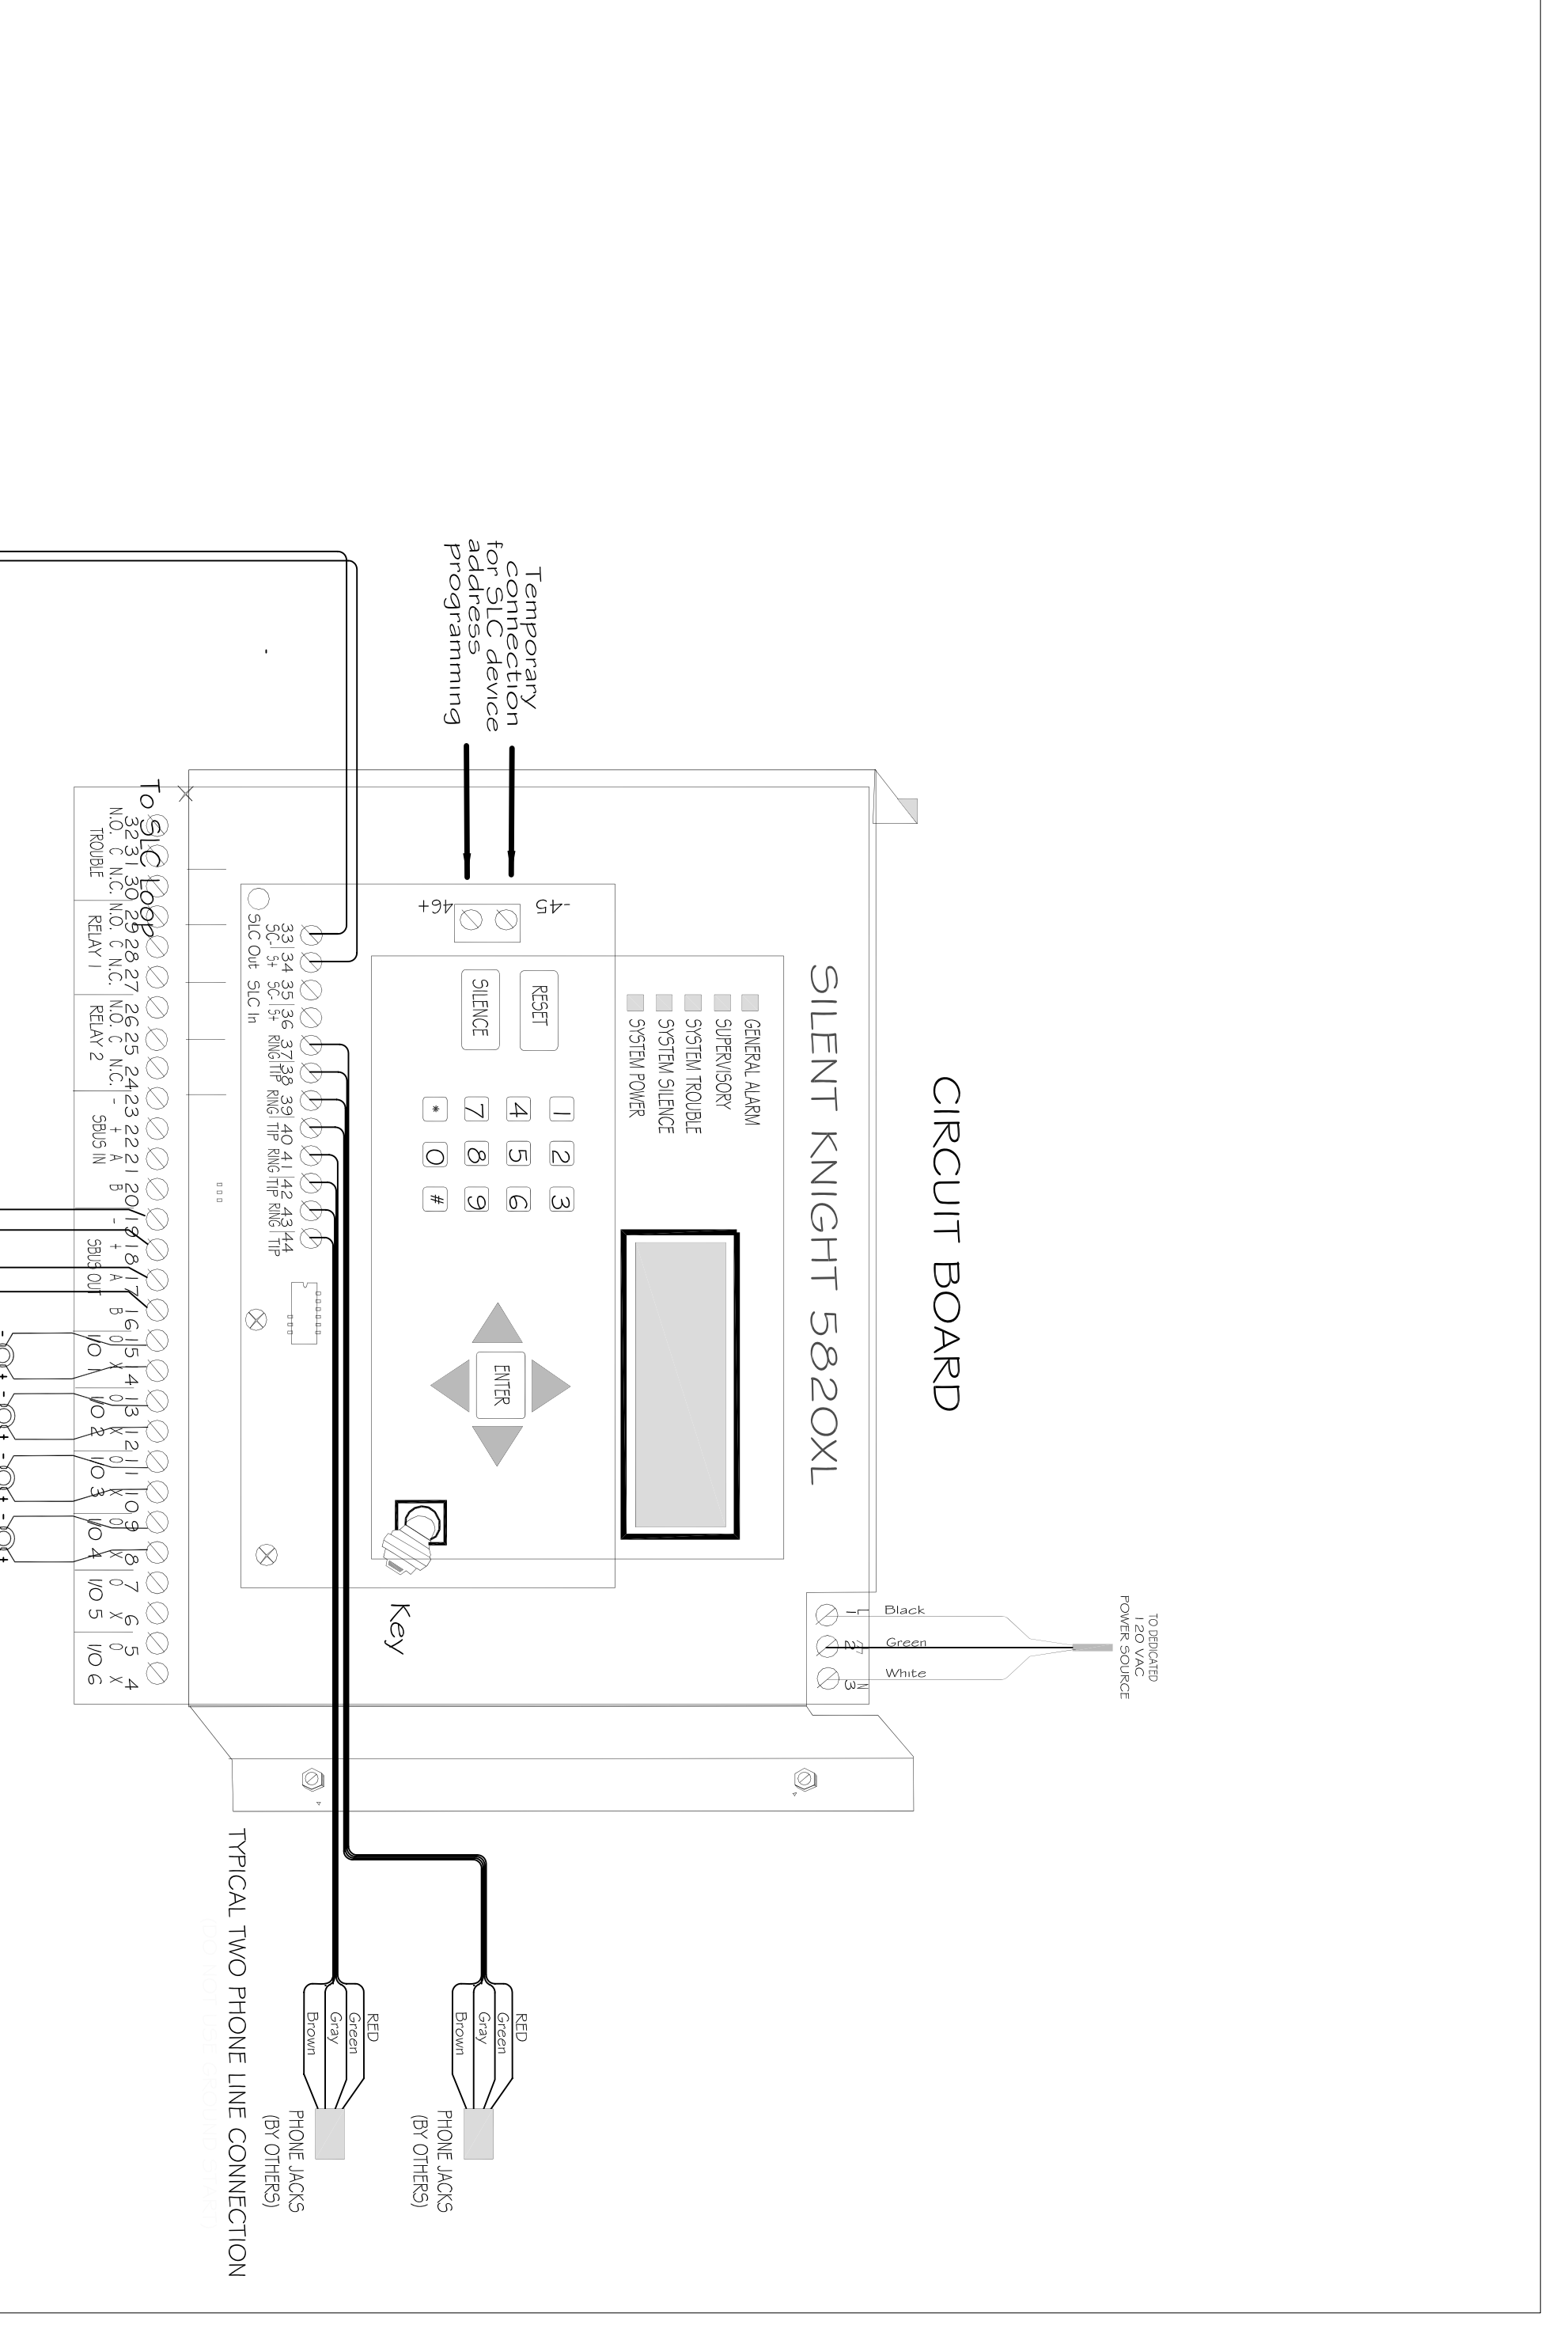 CIRCUIT BOARD
TO DEDICATED
120 VAC
POWER SOURCE
Black
Green
White
L
N
1
2
3
SILENT KNIGHT 5820XL
GENERAL ALARM
SUPERVISORY
SYSTEM TROUBLE
SYSTEM SILENCE
SYSTEM POWER
RESET
SILENCE
1 2 3
4 5 6
7 8 9
* 0 #
ENTER
Key
Temporary
connection
for SLC device
address
programming
-45
46+
33 34 35 36 37 38 39 40 41 42 43 44
SC- S+ SC- S+ RING TIP RING TIP RING TIP RING TIP
SLC Out SLC In
To SLC Loop
32 31 30 29 28 27 26 25 24 23 22 21 20 19 18 17 16 15 14 13 12 11 10 9 8 7 6 5 4
N.O. C N.C. N.O. C N.C. N.O. C N.C. - + A B - + A B O X O X O X O X O X O X
TROUBLE RELAY 1 RELAY 2 SBUS IN SBUS OUT I/O 1 I/O 2 I/O 3 I/O 4 I/O 5 I/O 6
- + - + - + - +
RED
Green
Gray
Brown
PHONE JACKS
(BY OTHERS)
RED
Green
Gray
Brown
PHONE JACKS
(BY OTHERS)
TYPICAL TWO PHONE LINE CONNECTION